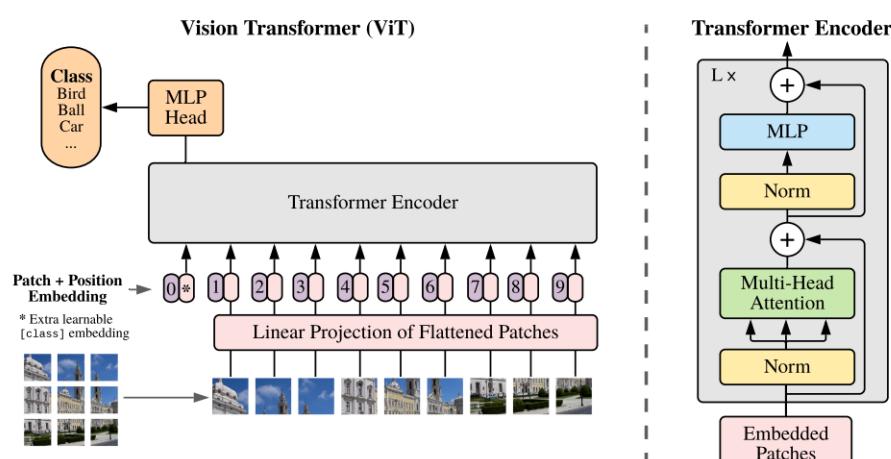 Vision Transformer (ViT)
Class
Bird
Ball
Car
...
MLP
Head
Transformer Encoder
Patch + Position
Embedding
* Extra learnable
[class] embedding
0 * 1 2 3 4 5 6 7 8 9
Linear Projection of Flattened Patches
Transformer Encoder
L x
+
MLP
Norm
+
Multi-Head
Attention
Norm
Embedded
Patches